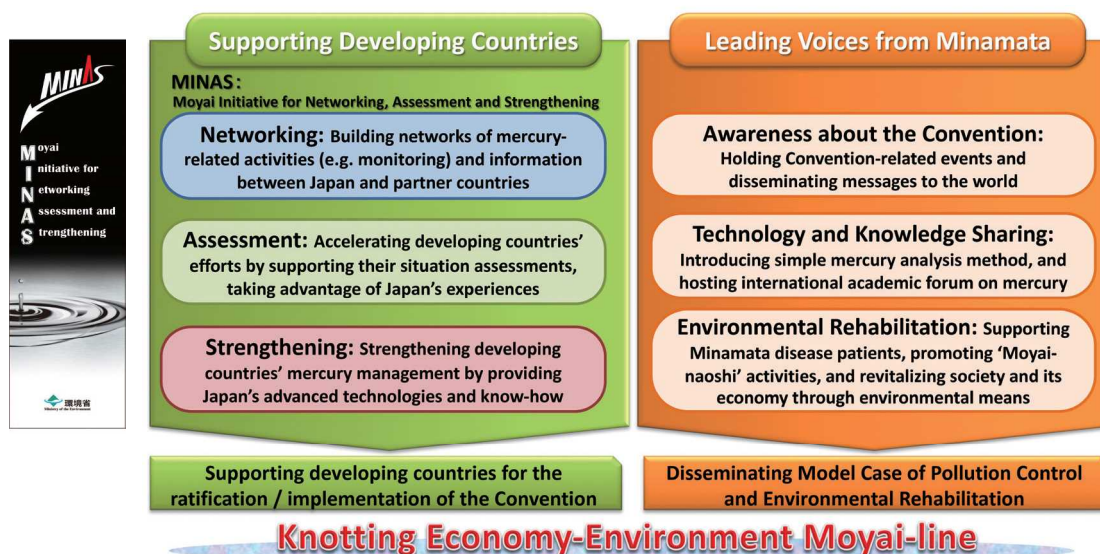 MINAS
Moyai
Initiative for
Networking
Assessment and
Strengthening
環境省
Ministry of the Environment
Supporting Developing Countries
MINAS:
Moyai Initiative for Networking, Assessment and Strengthening
Networking: Building networks of mercury-
related activities (e.g. monitoring) and information
between Japan and partner countries
Assessment: Accelerating developing countries’
efforts by supporting their situation assessments,
taking advantage of Japan’s experiences
Strengthening: Strengthening developing
countries’ mercury management by providing
Japan’s advanced technologies and know-how
Supporting developing countries for the
ratification / implementation of the Convention
Leading Voices from Minamata
Awareness about the Convention:
Holding Convention-related events and
disseminating messages to the world
Technology and Knowledge Sharing:
Introducing simple mercury analysis method, and
hosting international academic forum on mercury
Environmental Rehabilitation: Supporting
Minamata disease patients, promoting ‘Moyai-
naoshi’ activities, and revitalizing society and its
economy through environmental means
Disseminating Model Case of Pollution Control
and Environmental Rehabilitation
Knotting Economy-Environment Moyai-line